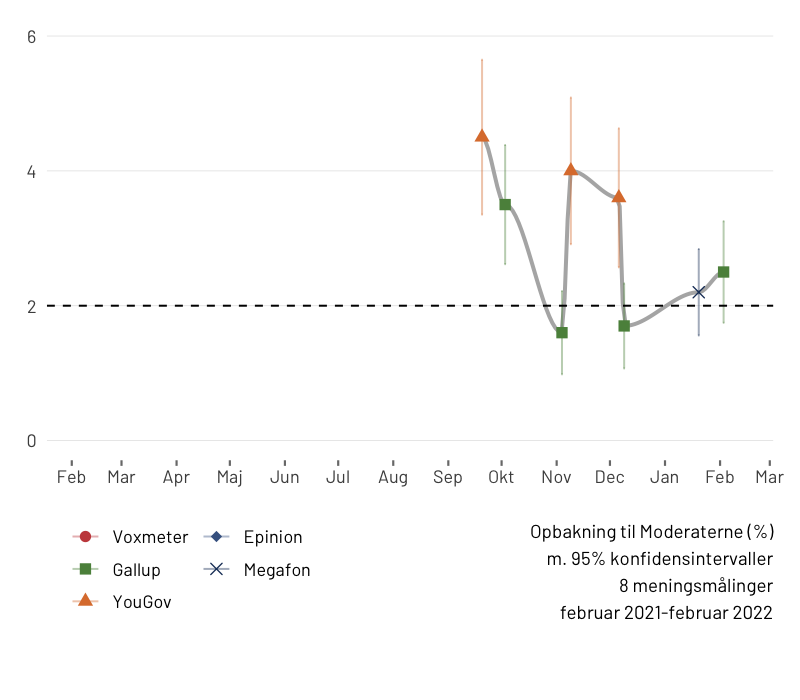 6
4
2
0
Feb Mar Apr Maj Jun Jul Aug Sep Okt Nov Dec Jan Feb Mar
Voxmeter Epinion
Gallup Megafon
YouGov
Opbakning til Moderaterne (%)
m. 95% konfidensintervaller
8 meningsmålinger
februar 2021-februar 2022